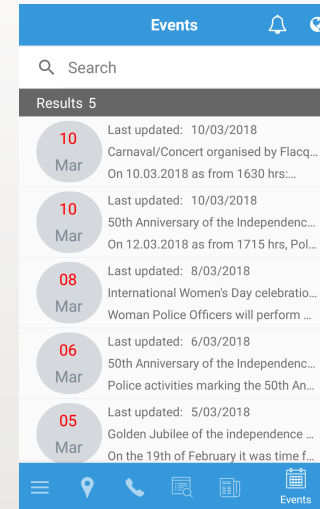 Events
Search
Results 5
10
Mar
Last updated: 10/03/2018
Carnaval/Concert organised by Flacq...
On 10.03.2018 as from 1630 hrs:...
10
Mar
Last updated: 10/03/2018
50th Anniversary of the Independenc...
On 12.03.2018 as from 1715 hrs, Pol...
08
Mar
Last updated: 8/03/2018
International Women's Day celebratio...
Woman Police Officers will perform ...
06
Mar
Last updated: 6/03/2018
50th Anniversary of the Independenc...
Police activities marking the 50th An...
05
Mar
Last updated: 5/03/2018
Golden Jubilee of the independence ...
On the 19th of February it was time f...
Events